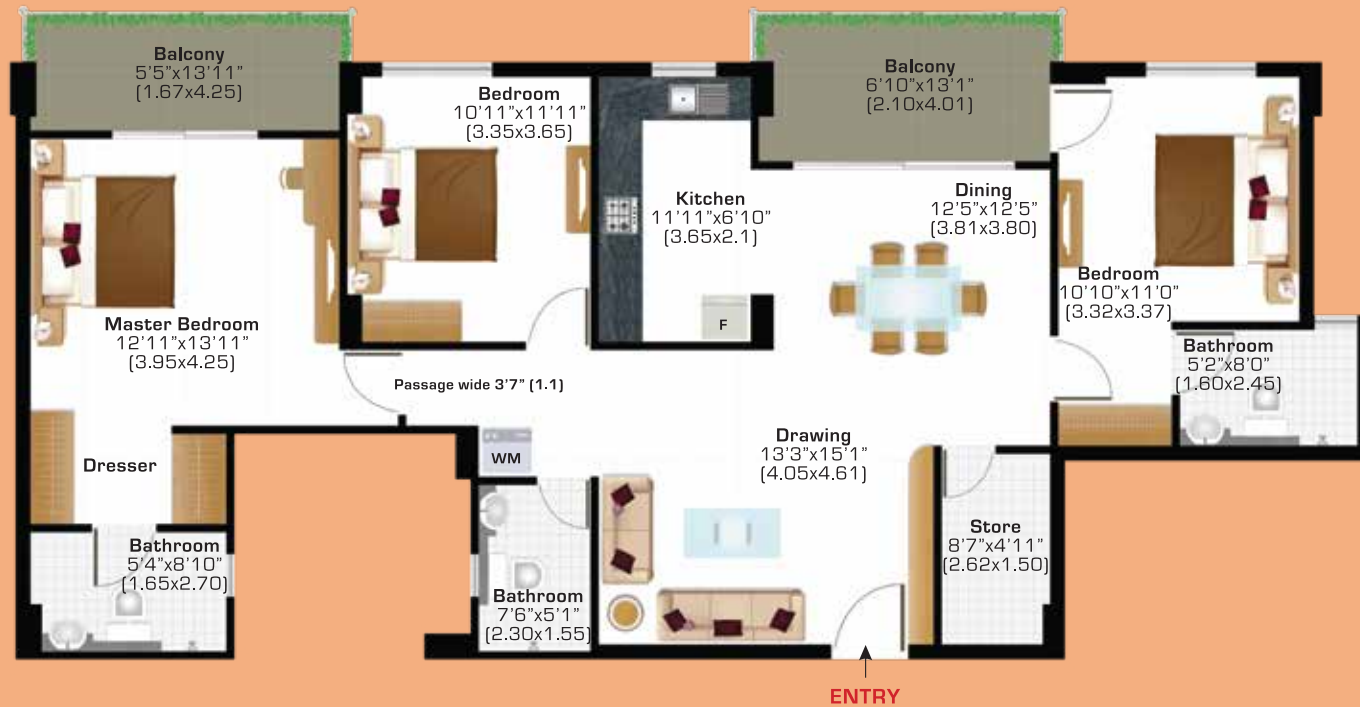 Balcony
5'5"x13'11"
(1.67x4.25)
Bedroom
10'11"x11'11"
(3.35x3.65)
Balcony
6'10"x13'1"
(2.10x4.01)
Kitchen
11'11"x6'10"
(3.65x2.1)
Dining
12'5"x12'5"
(3.81x3.80)
Bedroom
10'10"x11'0"
(3.32x3.37)
Master Bedroom
12'11"x13'11"
(3.95x4.25)
F
Bathroom
5'2"x8'0"
(1.60x2.45)
Passage wide 3'7" (1.1)
Drawing
13'3"x15'1"
(4.05x4.61)
WM
Dresser
Store
8'7"x4'11"
(2.62x1.50)
Bathroom
5'4"x8'10"
(1.65x2.70)
Bathroom
7'6"x5'1"
(2.30x1.55)
ENTRY